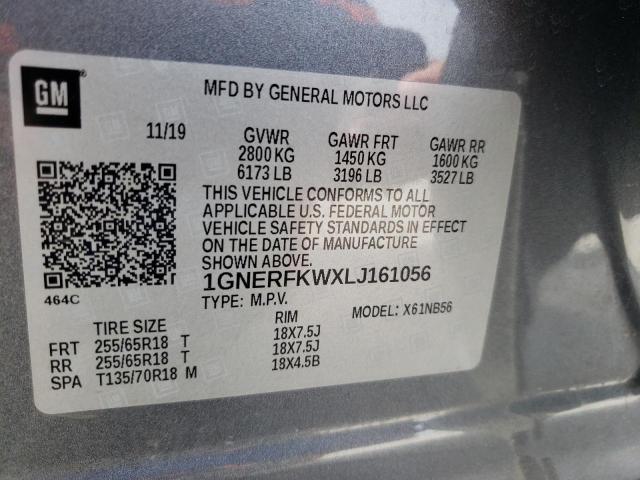 GM
MFD BY GENERAL MOTORS LLC
11/19 GVWR GAWR FRT GAWR RR
2800 KG 1450 KG 1600 KG
6173 LB 3196 LB 3527 LB
THIS VEHICLE CONFORMS TO ALL
APPLICABLE U.S. FEDERAL MOTOR
VEHICLE SAFETY STANDARDS IN EFFECT
ON THE DATE OF MANUFACTURE
SHOWN ABOVE.
464C 1GNERFKWXLJ161056
TYPE: M.P.V. MODEL: X61NB56
TIRE SIZE RIM
FRT 255/65R18 T 18X7.5J
RR 255/65R18 T 18X7.5J
SPA T135/70R18 M 18X4.5B